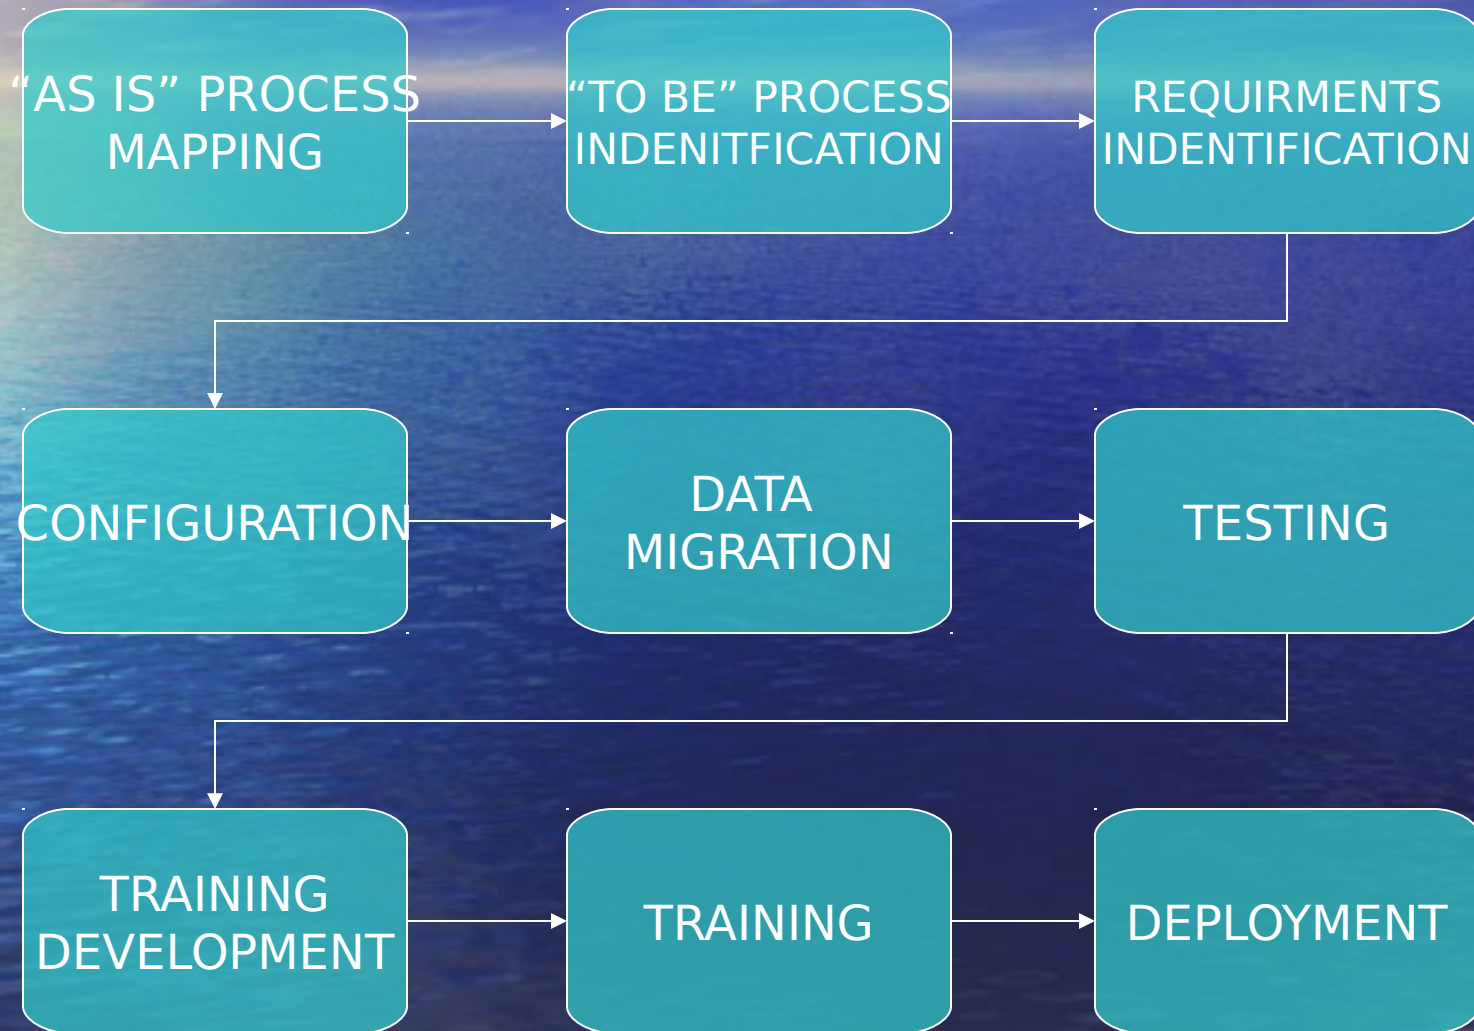 “AS IS” PROCESS
MAPPING
“TO BE” PROCESS
INDENITFICATION
REQUIRMENTS
INDENTIFICATION
CONFIGURATION
DATA
MIGRATION
TESTING
TRAINING
DEVELOPMENT
TRAINING
DEPLOYMENT